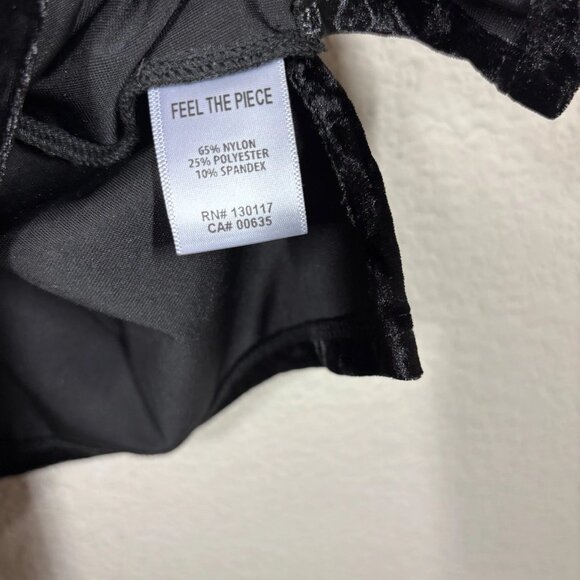 FEEL THE PIECE
65% NYLON
25% POLYESTER
10% SPANDEX
RN# 130117
CA# 00635